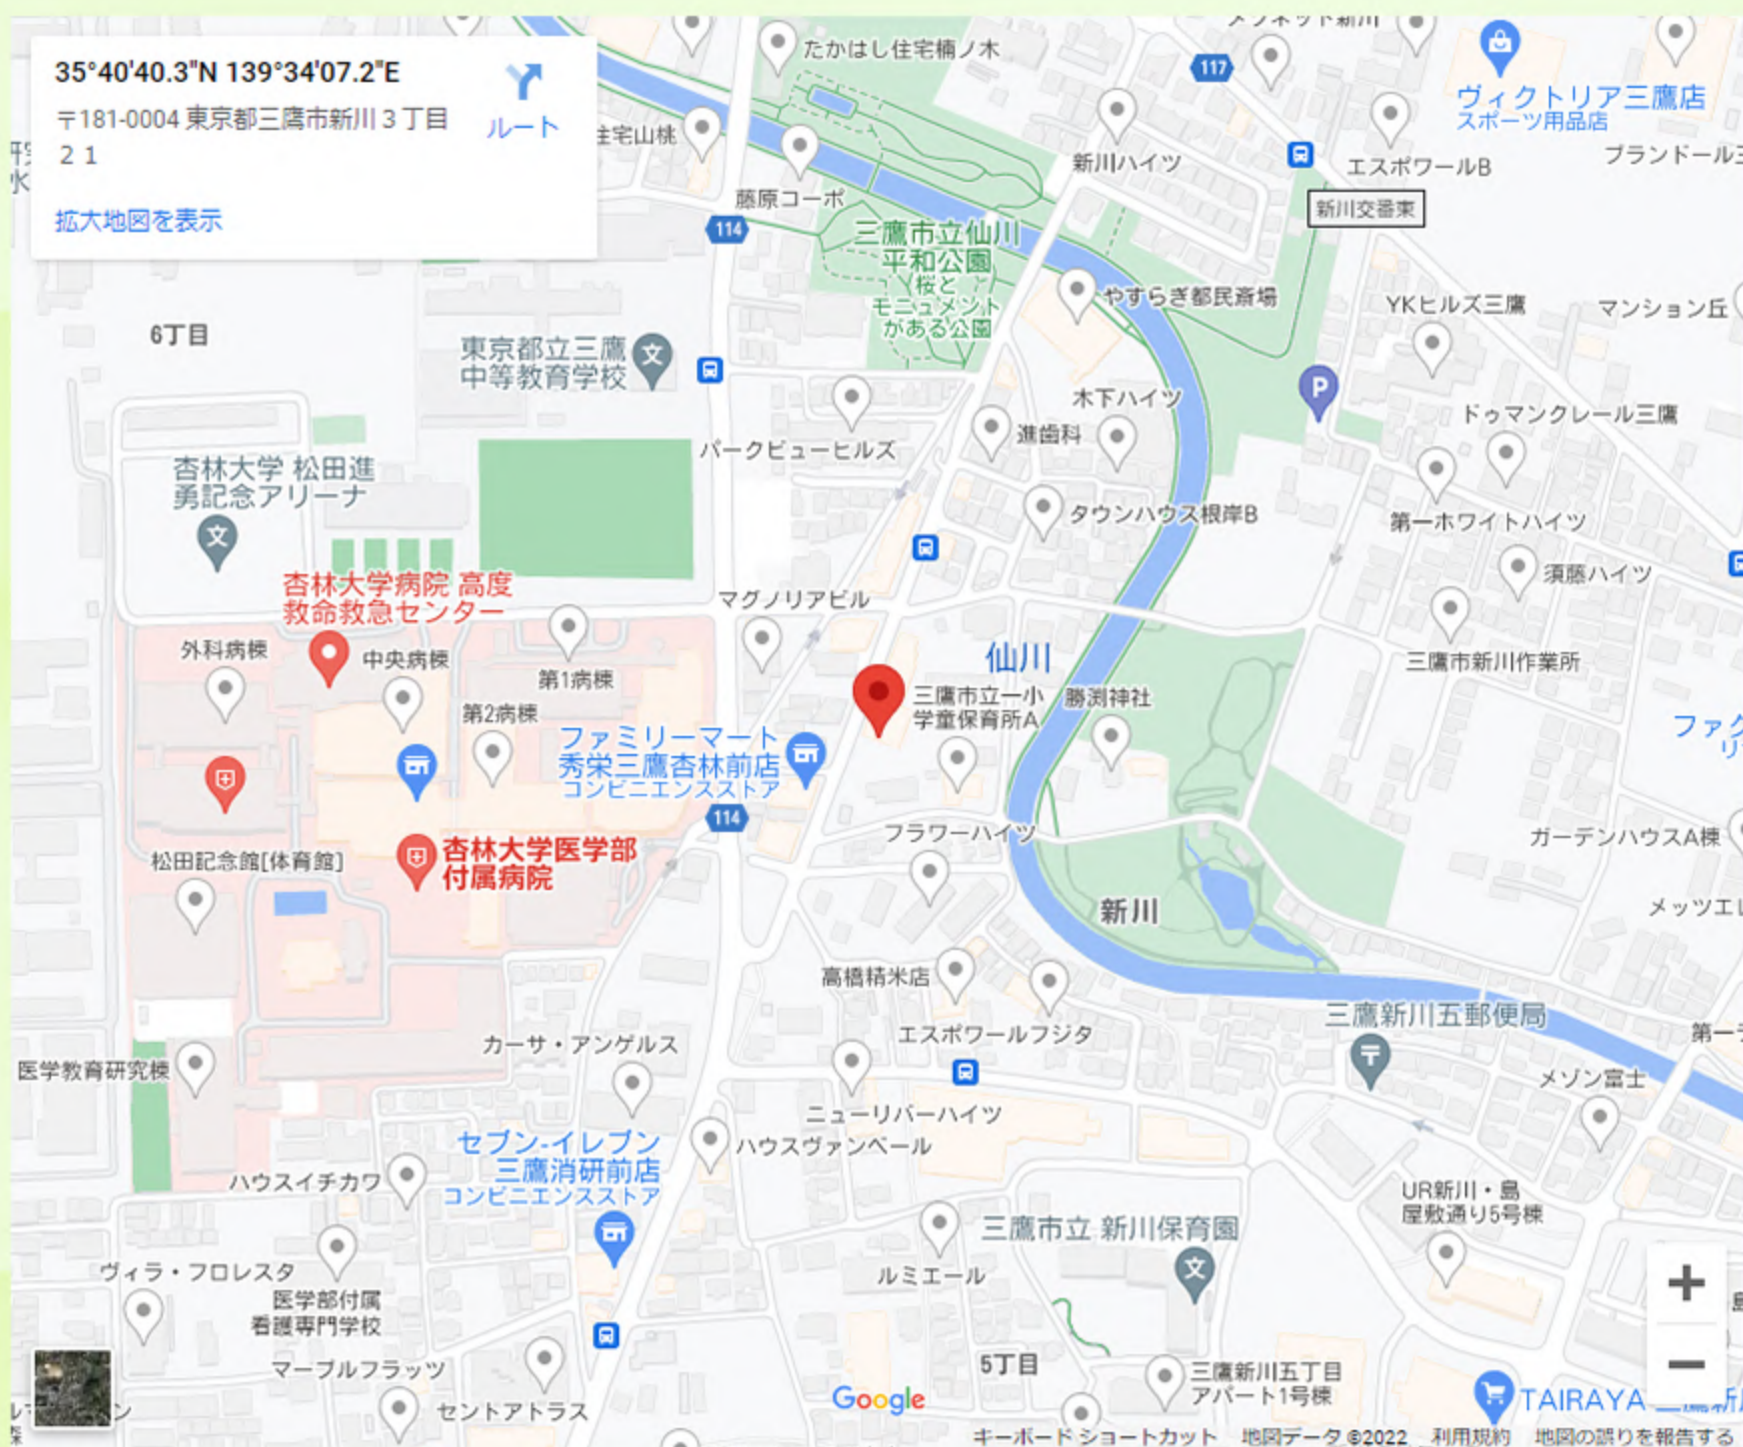 35°40'40.3"N 139°34'07.2"E
〒181-0004 東京都三鷹市新川３丁目
２１
ルート
拡大地図を表示
たかはし住宅楠ノ木
117
ヴィクトリア三鷹店
スポーツ用品店
住宅山桃
新川ハイツ
エスポワールB
藤原コーポ
新川交番東
114
三鷹市立仙川
平和公園
桜と
モニュメント
がある公園
やすらぎ都民斎場
YKヒルズ三鷹
マンション丘
6丁目
東京都立三鷹
中等教育学校
木下ハイツ
ドゥマンクレール三鷹
進歯科
パークビューヒルズ
杏林大学 松田進
勇記念アリーナ
タウンハウス根岸B
第一ホワイトハイツ
須藤ハイツ
杏林大学病院 高度
救命救急センター
マグノリアビル
外科病棟
中央病棟
第1病棟
仙川
三鷹市新川作業所
三鷹市立一小
学童保育所A
勝渕神社
第2病棟
ファミリーマート
秀栄三鷹杏林前店
コンビニエンスストア
114
フラワーハイツ
ガーデンハウスA棟
杏林大学医学部
付属病院
松田記念館[体育館]
新川
メッツエ
高橋精米店
三鷹新川五郵便局
エスポワールフジタ
カーサ・アンゲルス
医学教育研究棟
メゾン富士
ニューリバーハイツ
セブン-イレブン
三鷹消研前店
コンビニエンスストア
ハウスヴァンベール
ハウスイチカワ
UR新川・島
屋敷通り5号棟
三鷹市立 新川保育園
ヴィラ・フロレスタ
ルミエール
医学部付属
看護専門学校
5丁目
マーブルフラッツ
三鷹新川五丁目
アパート1号棟
セントアトラス
Google
TAIRAYA
キーボード ショートカット 地図データ ©2022 利用規約 地図の誤りを報告する